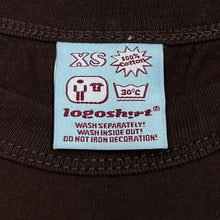 XS
100%
Cotton
30°C
logoshirt®
WASH SEPARATELY!
WASH INSIDE OUT!
DO NOT IRON DECORATION!